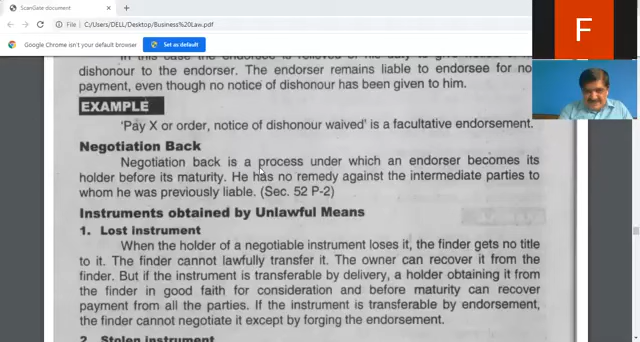 ScanGate document
File | C:/Users/DELL/Desktop/Business%20Law.pdf
Google Chrome isn't your default browser
Set as default
dishonour to the endorser. The endorser remains liable to endorsee for no
payment, even though no notice of dishonour has been given to him.
EXAMPLE
'Pay X or order, notice of dishonour waived' is a facultative endorsement.
Negotiation Back
Negotiation back is a process under which an endorser becomes its
holder before its maturity. He has no remedy against the intermediate parties to
whom he was previously liable. (Sec. 52 P-2)
Instruments obtained by Unlawful Means
1. Lost instrument
When the holder of a negotiable instrument loses it, the finder gets no title
to it. The finder cannot lawfully transfer it. The owner can recover it from the
finder. But if the instrument is transferable by delivery, a holder obtaining it from
the finder in good faith for consideration and before maturity can recover
payment from all the parties. If the instrument is transferable by endorsement,
the finder cannot negotiate it except by forging the endorsement.
2 Stolen instrument
F